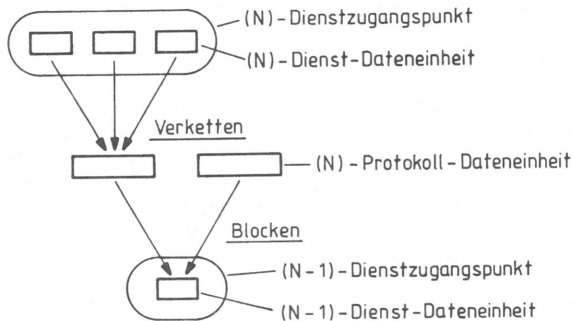 (N)-Dienstzugangspunkt
(N)-Dienst-Dateneinheit
Verketten
(N)-Protokoll-Dateneinheit
Blocken
(N-1)-Dienstzugangspunkt
(N-1)-Dienst-Dateneinheit